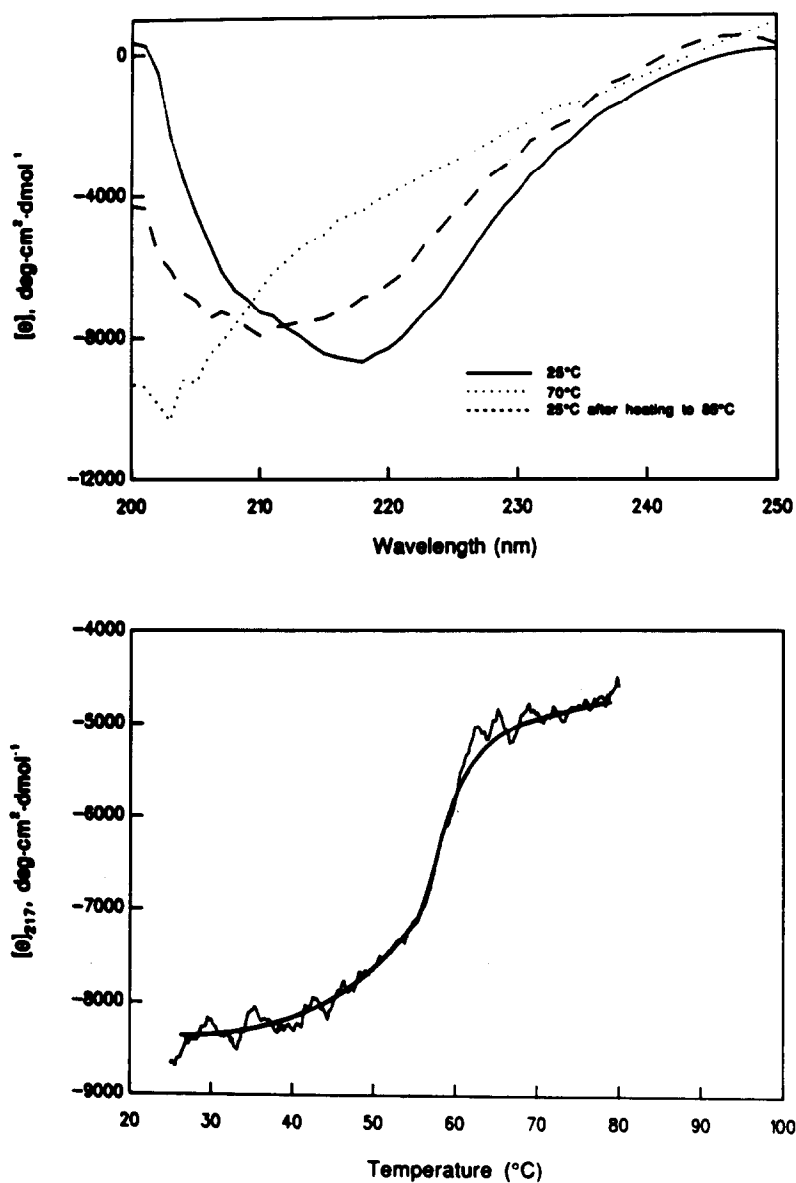 0
-4000
-8000
-12000
[θ], deg·cm²·dmol⁻¹
25°C
70°C
25°C after heating to 85°C
200 210 220 230 240 250
Wavelength (nm)
-4000
-5000
-6000
-7000
-8000
-9000
[θ]₂₁₇, deg·cm²·dmol⁻¹
20 30 40 50 60 70 80 90 100
Temperature (°C)